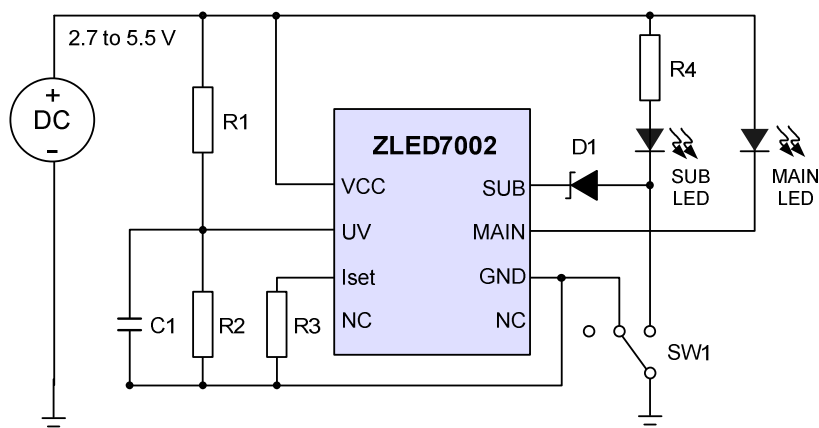 2.7 to 5.5 V
+
DC
-
R1
R4
ZLED7002
D1
VCC
SUB
SUB
LED
MAIN
LED
UV
MAIN
Iset
GND
C1
R2
R3
NC
NC
SW1